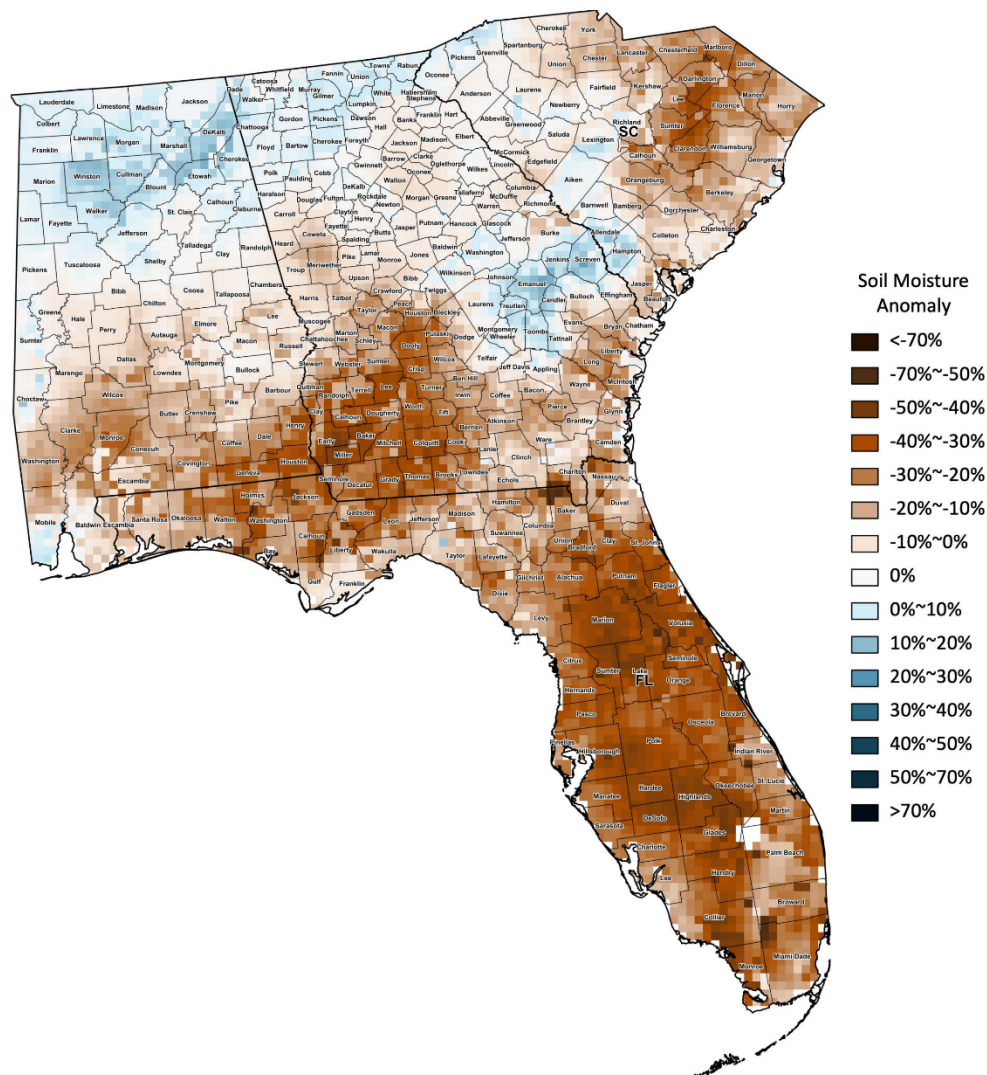 Cherokee York
Spartanburg
Pickens Greenville
Lancaster Chesterfield Marlboro
Union Chester
Towns Rabun
Fannin Union
Oconee
Dillon
Catoosa
Whitfield Murray Gilmer
White Habersham
Stephens
Dade Walker
Lumpkin
Anderson
Laurens
Fairfield Kershaw Darlington
Lauderdale Limestone Madison Jackson
Colbert
Newberry
Lee Florence Marion Horry
Chattooga Gordon Pickens Dawson Hall Banks Franklin Hart
Abbeville
Greenwood
Lawrence Morgan Marshall DeKalb
Franklin
Richland
SC
Sumter
Saluda Lexington
Floyd Bartow Cherokee Forsyth Jackson Madison Elbert
Cherokee
Marion Winston Cullman Etowah
Blount
McCormick
Edgefield
Calhoun Clarendon Williamsburg
Georgetown
Gwinnett Barrow Clarke Oglethorpe Lincoln
Wilkes
Polk Paulding Cobb DeKalb Walton Oconee
Orangeburg
Aiken
Berkeley
Walker
Lamar
Fayette
St. Clair Calhoun Cleburne
Haralson Douglas Fulton Rockdale Newton Morgan Greene Taliaferro McDuffie Columbia
Richmond
Warren
Carroll Clayton Henry
Barnwell Bamberg
Dorchester
Jefferson
Talladega
Coweta Fayette Spalding Butts Jasper Putnam Hancock Glascock
Burke
Allendale
Colleton Charleston
Pickens Tuscaloosa Shelby Clay Randolph
Heard
Meriwether Pike Lamar Monroe Jones Baldwin Washington Jefferson
Jenkins Screven
Hampton
Troup Upson Bibb Wilkinson Johnson Emanuel
Jasper
Beaufort
Bibb Chilton Coosa Tallapoosa Chambers
Harris Talbot Crawford Twiggs
Peach
Laurens Treutlen Candler Bulloch Effingham
Greene Hale Perry Autauga Elmore Lee
Taylor Houston Bleckley
Muscogee
Macon
Sumter
Macon Russell
Chattahoochee
Marion Schley Dooly Pulaski Dodge
Montgomery
Wheeler
Toombs
Tattnall
Evans Bryan Chatham
Dallas Montgomery
Lowndes
Marengo
Bullock
Stewart Webster Sumter Crisp Wilcox
Telfair
Jeff Davis Appling
Liberty
Long
Choctaw
Wilcox
Barbour
Quitman
Randolph Terrell Lee Turner Ben Hill
Coffee Bacon Wayne McIntosh
Butler Crenshaw Pike
Clay Calhoun Dougherty Worth Tift Irwin
Pierce
Brantley Glynn
Clarke Monroe
Conecuh
Coffee Dale Henry
Early Baker Mitchell Colquitt Cook Berrien Atkinson
Ware
Washington
Covington Geneva Houston
Miller
Lanier
Clinch
Camden
Charlton
Escambia
Seminole Decatur Grady Thomas Brooks Lowndes
Echols
Nassau
Holmes Jackson
Gadsden
Hamilton
Baker
Duval
Mobile Baldwin Escambia Santa Rosa Okaloosa Walton Washington
Leon Jefferson Madison
Columbia
Calhoun
Suwannee
Bay Liberty Wakulla
Taylor Lafayette Union Bradford Clay St. Johns
Gulf Franklin
Gilchrist Alachua Putnam
Dixie
Flagler
Levy
Marion Volusia
Citrus Sumter Lake Seminole
FL
Orange
Hernando
Pasco
Osceola Brevard
Polk
Pinellas Hillsborough
Indian River
Manatee Hardee Highlands Okeechobee St. Lucie
Sarasota DeSoto Martin
Glades
Charlotte
Palm Beach
Lee Hendry
Broward
Collier
Monroe Miami-Dade
Soil Moisture
Anomaly
<-70%
-70%~-50%
-50%~-40%
-40%~-30%
-30%~-20%
-20%~-10%
-10%~0%
0%
0%~10%
10%~20%
20%~30%
30%~40%
40%~50%
50%~70%
>70%